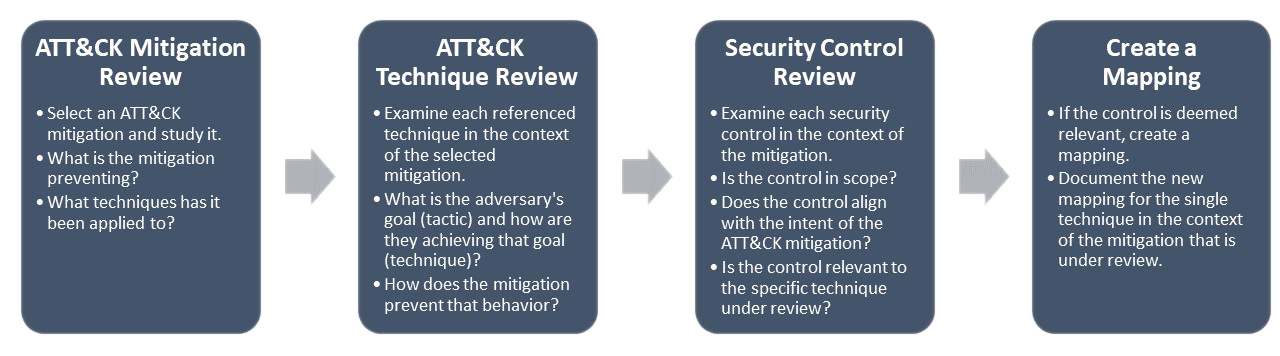 ATT&CK Mitigation
Review
• Select an ATT&CK
mitigation and study it.
• What is the mitigation
preventing?
• What techniques has it
been applied to?
ATT&CK
Technique Review
• Examine each referenced
technique in the context
of the selected
mitigation.
• What is the adversary's
goal (tactic) and how are
they achieving that goal
(technique)?
• How does the mitigation
prevent that behavior?
Security Control
Review
• Examine each security
control in the context of
the mitigation.
• Is the control in scope?
• Does the control align
with the intent of the
ATT&CK mitigation?
• Is the control relevant to
the specific technique
under review?
Create a
Mapping
• If the control is deemed
relevant, create a
mapping.
• Document the new
mapping for the single
technique in the context
of the mitigation that is
under review.